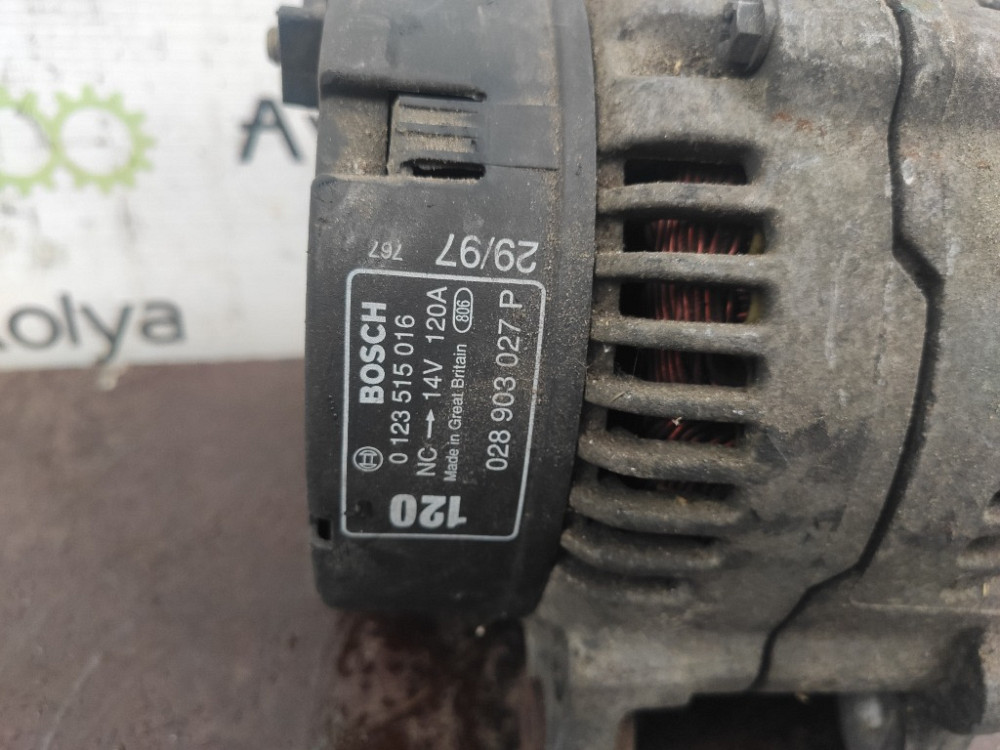 Av
olya
29/97
767
BOSCH
0 123 515 016
NC → 14V 120A
Made in Great Britain 806
028 903 027 P
120